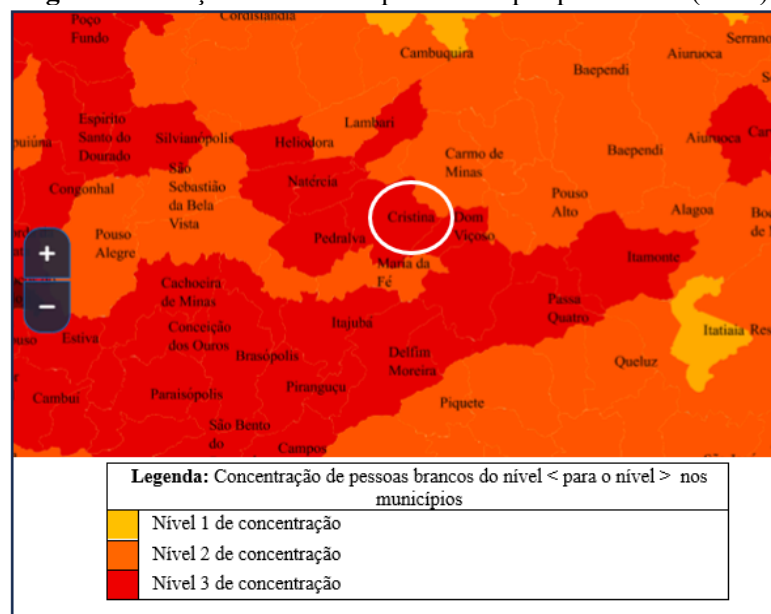 Cordislândia
Poço
Fundo
Cambuquira
Serrano
Aiuruoca
Baependi
Espírito
Santo do
Dourado
Silvianópolis
Heliodora
Lambari
Aiuruoca
Baependi
Carmo de
Minas
São
Sebastião
da Bela
Vista
Natércia
Congonhal
Cristina
Dom
Viçoso
Pouso
Alto
Alagoa
Pouso
Alegre
Pedralva
Itamonte
+
Maria da
Fé
−
Cachoeira
de Minas
Passa
Quatro
Itajubá
Conceição
dos Ouros
Estiva
Itatiaia
Brasópolis
Delfim
Moreira
Queluz
Cambuí
Paraisópolis
Piranguçu
Piquete
São Bento
do
Campos
Legenda: Concentração de pessoas brancos do nível < para o nível > nos
municípios
Nível 1 de concentração
Nível 2 de concentração
Nível 3 de concentração